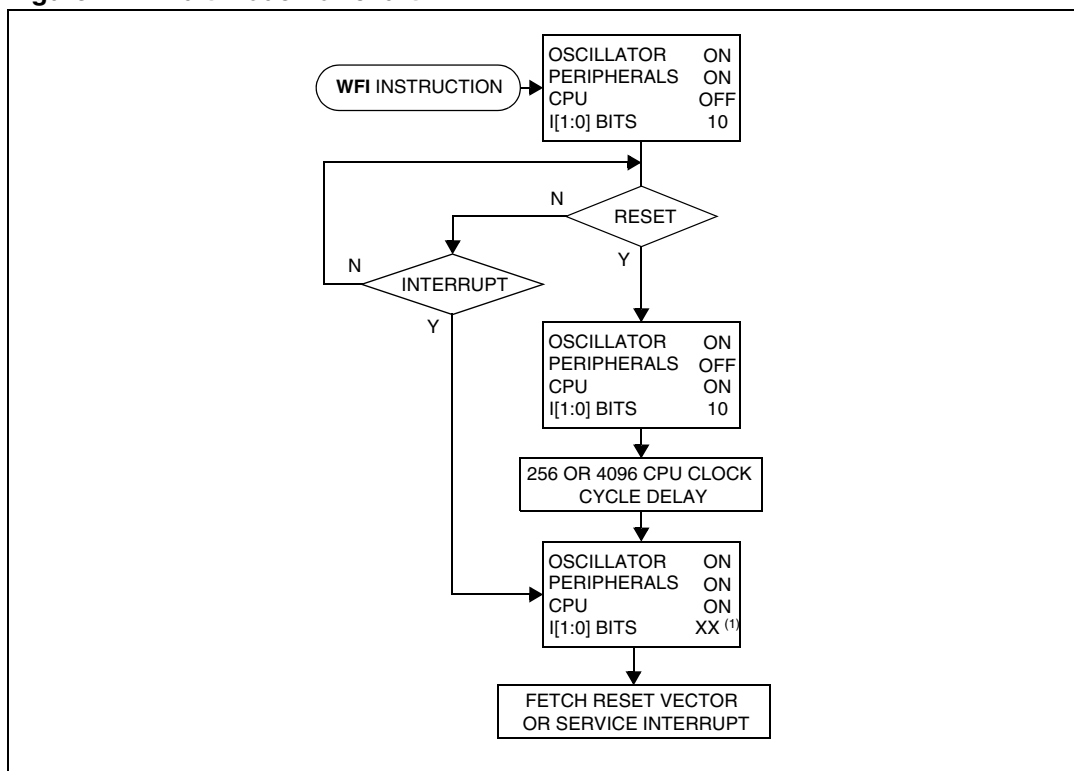 WFI INSTRUCTION
OSCILLATOR ON
PERIPHERALS ON
CPU OFF
I[1:0] BITS 10
N
RESET
Y
N
INTERRUPT
Y
OSCILLATOR ON
PERIPHERALS OFF
CPU ON
I[1:0] BITS 10
256 OR 4096 CPU CLOCK
CYCLE DELAY
OSCILLATOR ON
PERIPHERALS ON
CPU ON
I[1:0] BITS XX (1)
FETCH RESET VECTOR
OR SERVICE INTERRUPT